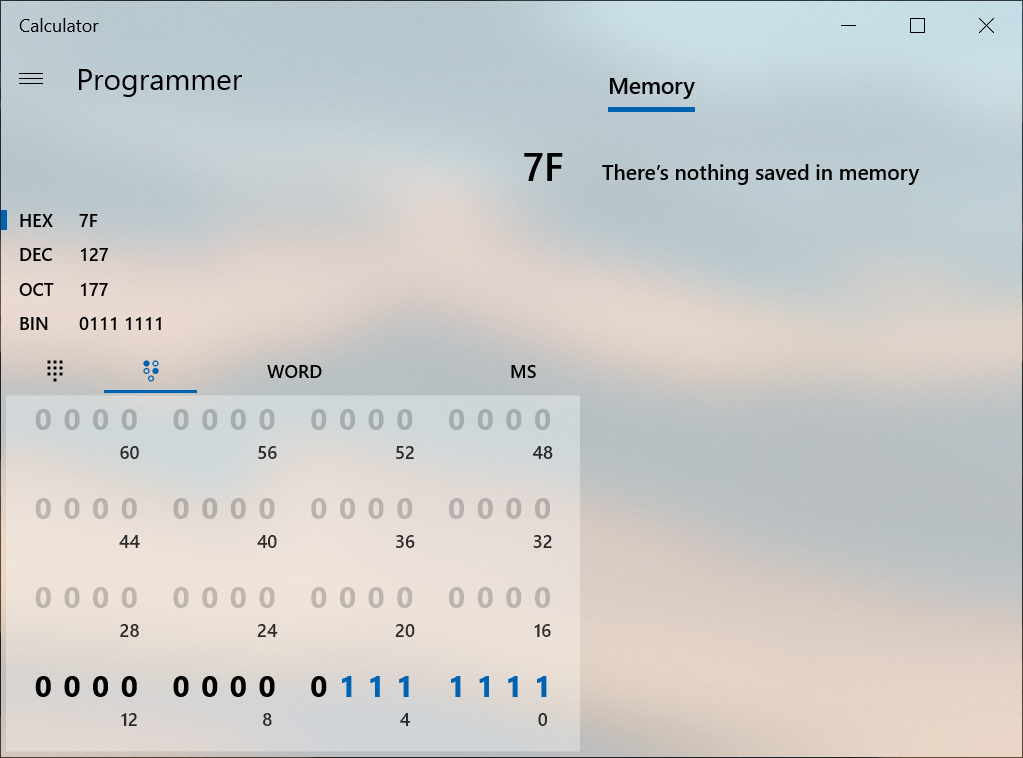 Calculator
Programmer
Memory
7F
There’s nothing saved in memory
HEX 7F
DEC 127
OCT 177
BIN 0111 1111
WORD MS
0 0 0 0 0 0 0 0 0 0 0 0 0 0 0 0
60 56 52 48
0 0 0 0 0 0 0 0 0 0 0 0 0 0 0 0
44 40 36 32
0 0 0 0 0 0 0 0 0 0 0 0 0 0 0 0
28 24 20 16
0 0 0 0 0 0 0 0 0 1 1 1 1 1 1 1
12 8 4 0